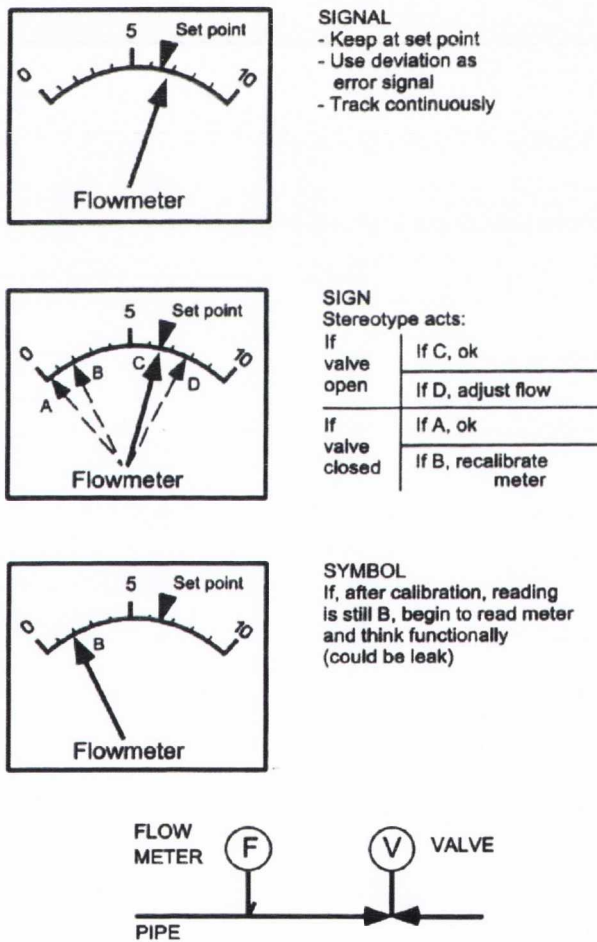 5
Set point
0
10
Flowmeter
SIGNAL
- Keep at set point
- Use deviation as
error signal
- Track continuously
5
Set point
0
10
A
B
C
D
Flowmeter
SIGN
Stereotype acts:
If
valve
open
If C, ok
If D, adjust flow
If
valve
closed
If A, ok
If B, recalibrate
meter
5
Set point
0
10
B
Flowmeter
SYMBOL
If, after calibration, reading
is still B, begin to read meter
and think functionally
(could be leak)
FLOW
METER
F
V
VALVE
PIPE